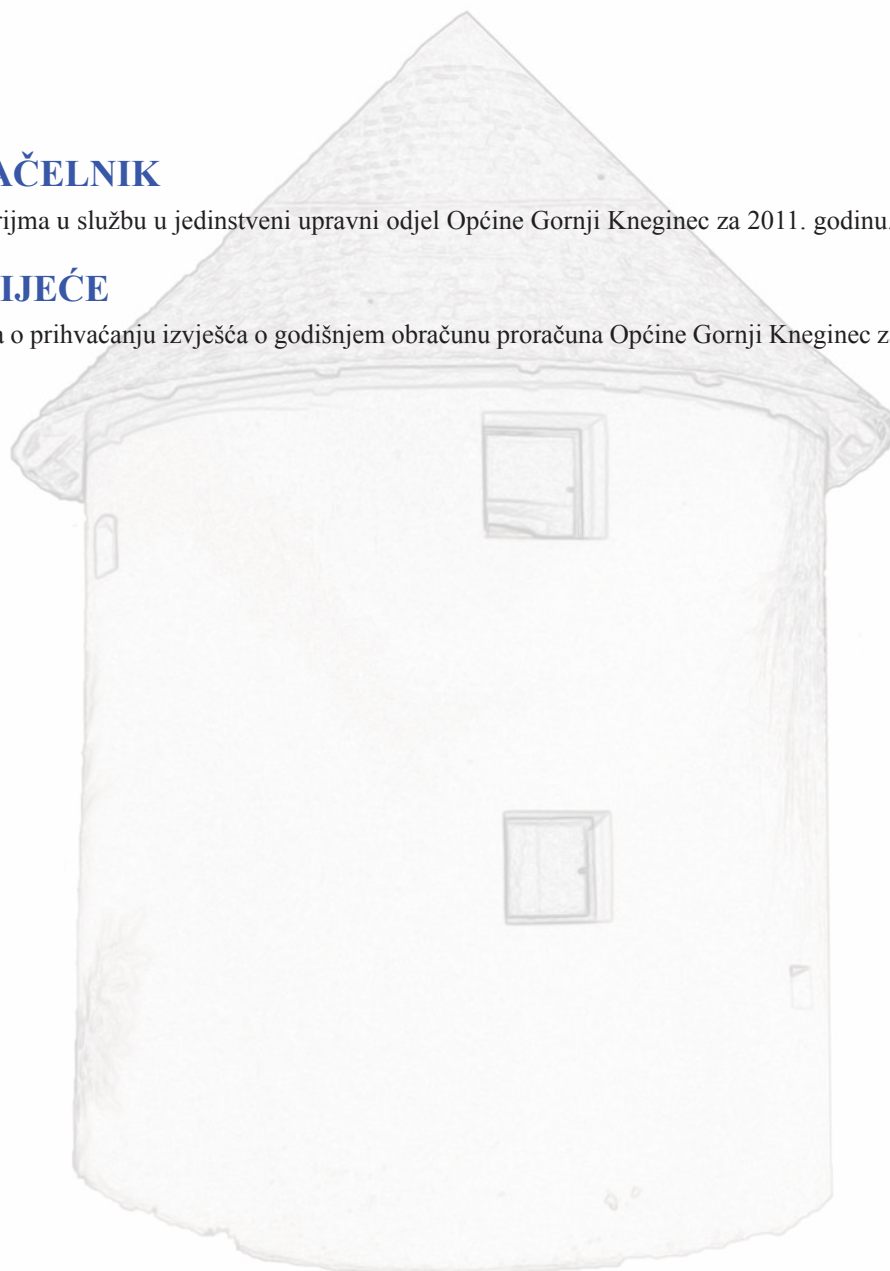 AČELNIK
rijma u službu u jedinstveni upravni odjel Općine Gornji Kneginec za 2011. godinu.
IJEĆE
a o prihvaćanju izvješća o godišnjem obračunu proračuna Općine Gornji Kneginec z